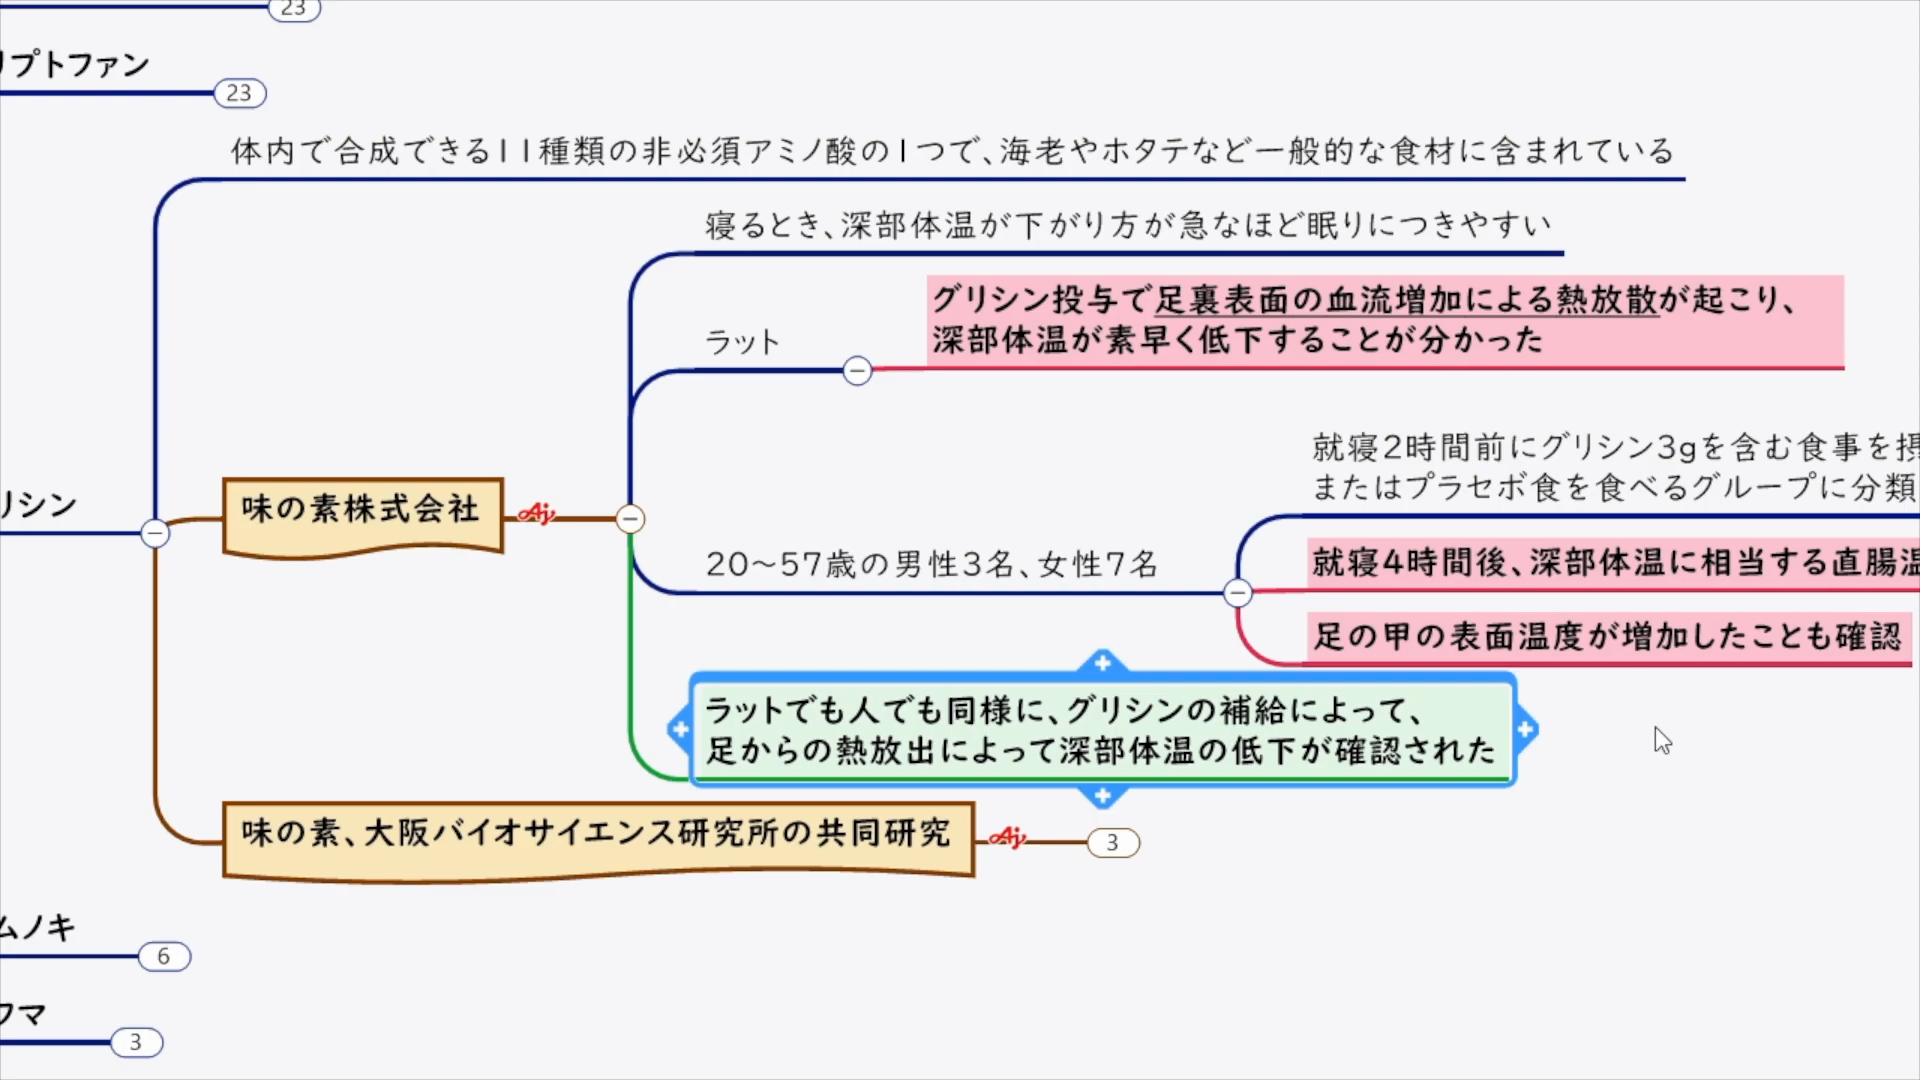 23
リプトファン
23
体内で合成できる11種類の非必須アミノ酸の1つで、海老やホタテなど一般的な食材に含まれている
寝るとき、深部体温が下がり方が急なほど眠りにつきやすい
グリシン投与で足裏表面の血流増加による熱放散が起こり、
深部体温が素早く低下することが分かった
ラット
就寝2時間前にグリシン3gを含む食事を摂
またはプラセボ食を食べるグループに分類
リシン
味の素株式会社
Aj
20〜57歳の男性3名、女性7名
就寝4時間後、深部体温に相当する直腸温
足の甲の表面温度が増加したことも確認
ラットでも人でも同様に、グリシンの補給によって、
足からの熱放出によって深部体温の低下が確認された
味の素、大阪バイオサイエンス研究所の共同研究
Aj
3
ムノキ
6
フマ
3